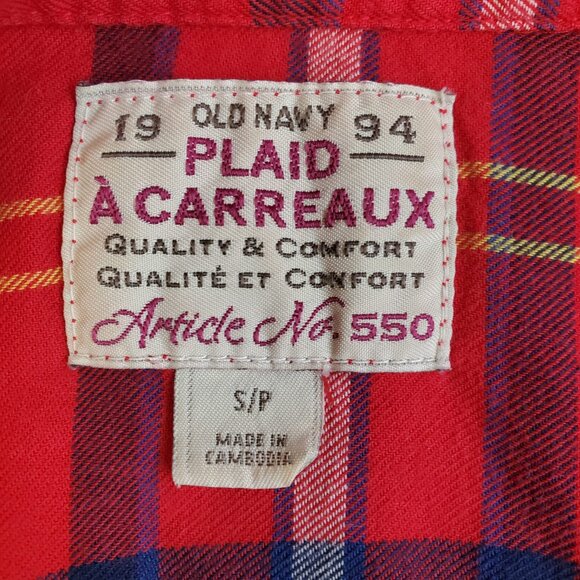 19 OLD NAVY 94
PLAID
À CARREAUX
QUALITY & COMFORT
QUALITÉ ET CONFORT
Article No. 550
S/P
MADE IN
CAMBODIA